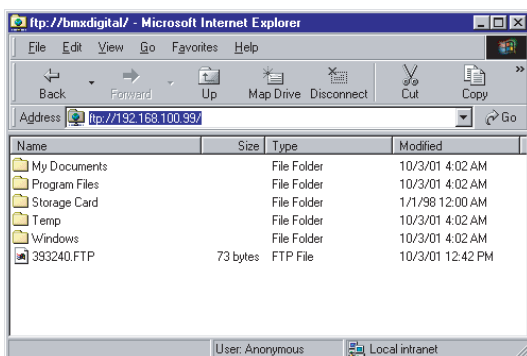 ftp://bmxdigital/ - Microsoft Internet Explorer
File Edit View Go Favorites Help
Back Forward Up Map Drive Disconnect Cut Copy »
Address ftp://192.168.100.99/ Go
Name Size Type Modified
My Documents File Folder 10/3/01 4:02 AM
Program Files File Folder 10/3/01 4:02 AM
Storage Card File Folder 1/1/98 12:00 AM
Temp File Folder 10/3/01 4:02 AM
Windows File Folder 10/3/01 4:02 AM
393240.FTP 73 bytes FTP File 10/3/01 12:42 PM
User: Anonymous Local intranet